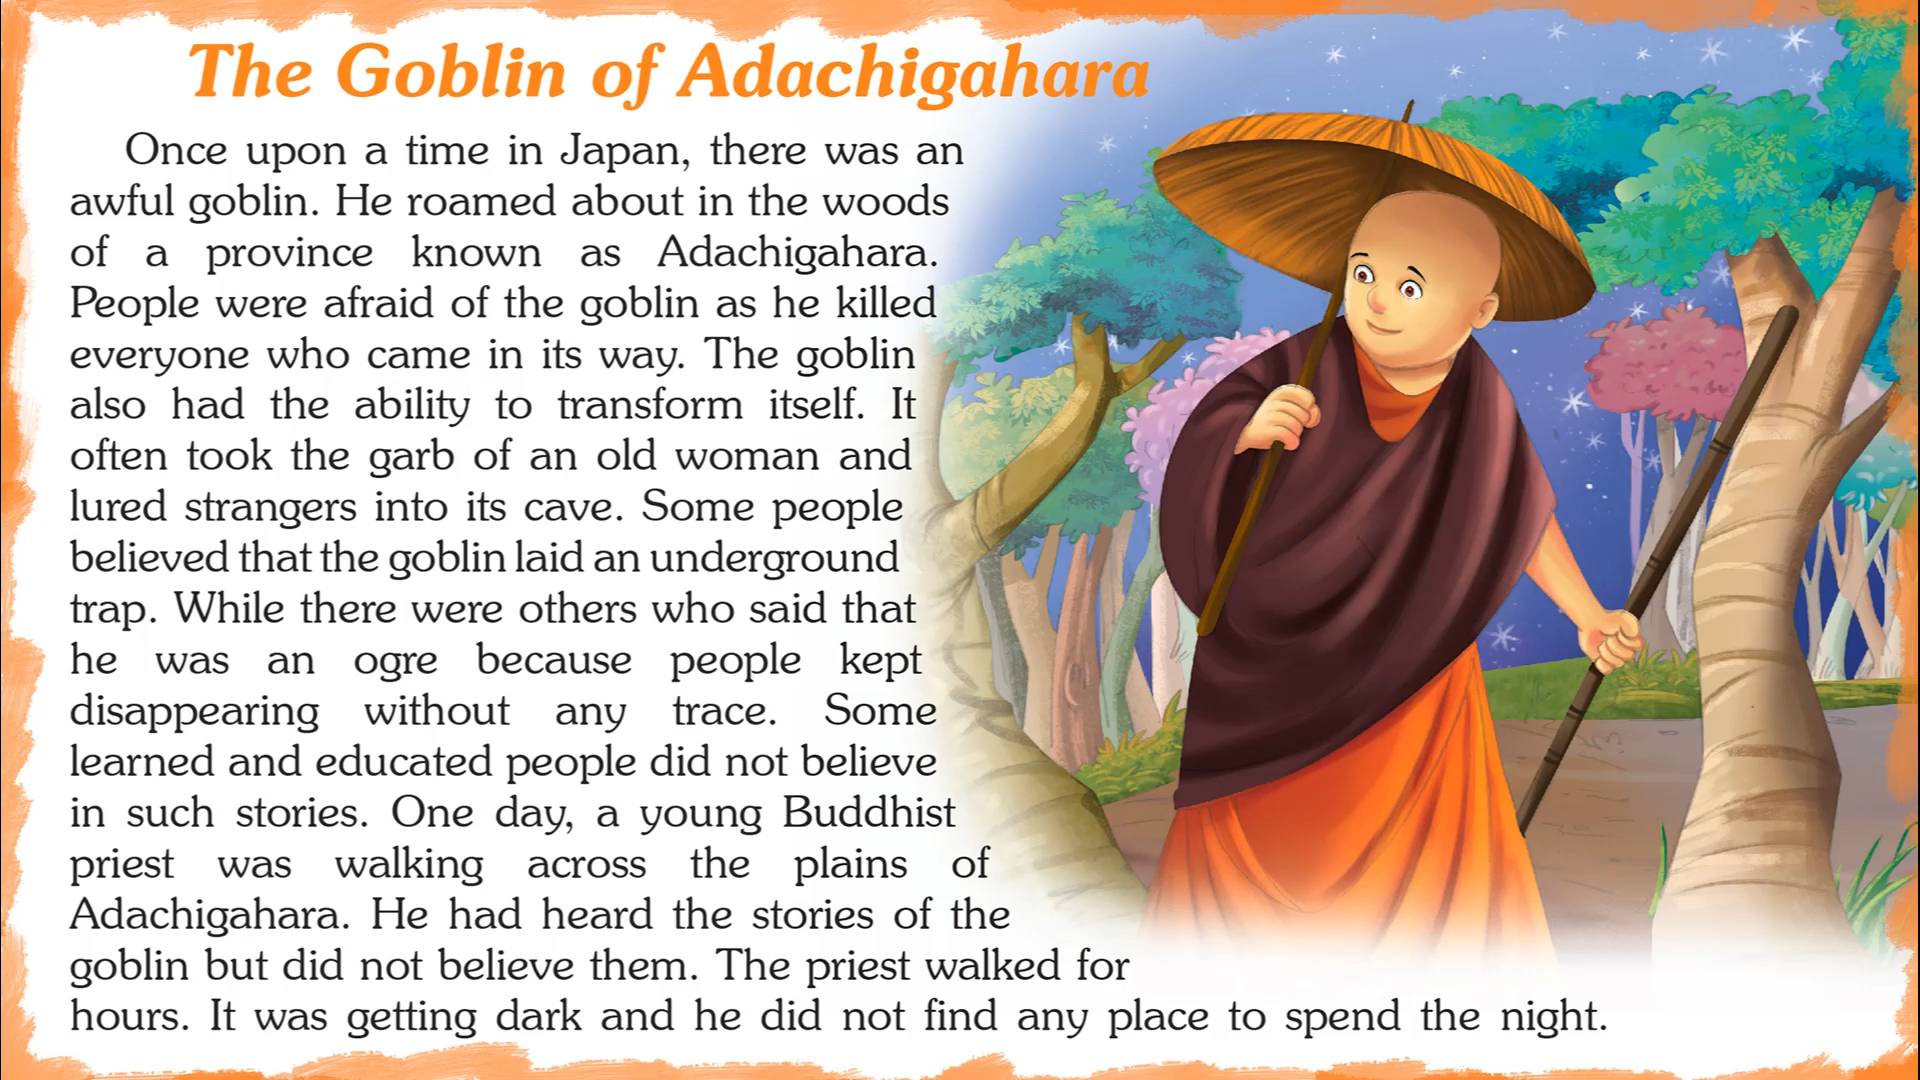 The Goblin of Adachigahara
Once upon a time in Japan, there was an
awful goblin. He roamed about in the woods
of a province known as Adachigahara.
People were afraid of the goblin as he killed
everyone who came in its way. The goblin
also had the ability to transform itself. It
often took the garb of an old woman and
lured strangers into its cave. Some people
believed that the goblin laid an underground
trap. While there were others who said that
he was an ogre because people kept
disappearing without any trace. Some
learned and educated people did not believe
in such stories. One day, a young Buddhist
priest was walking across the plains of
Adachigahara. He had heard the stories of the
goblin but did not believe them. The priest walked for
hours. It was getting dark and he did not find any place to spend the night.